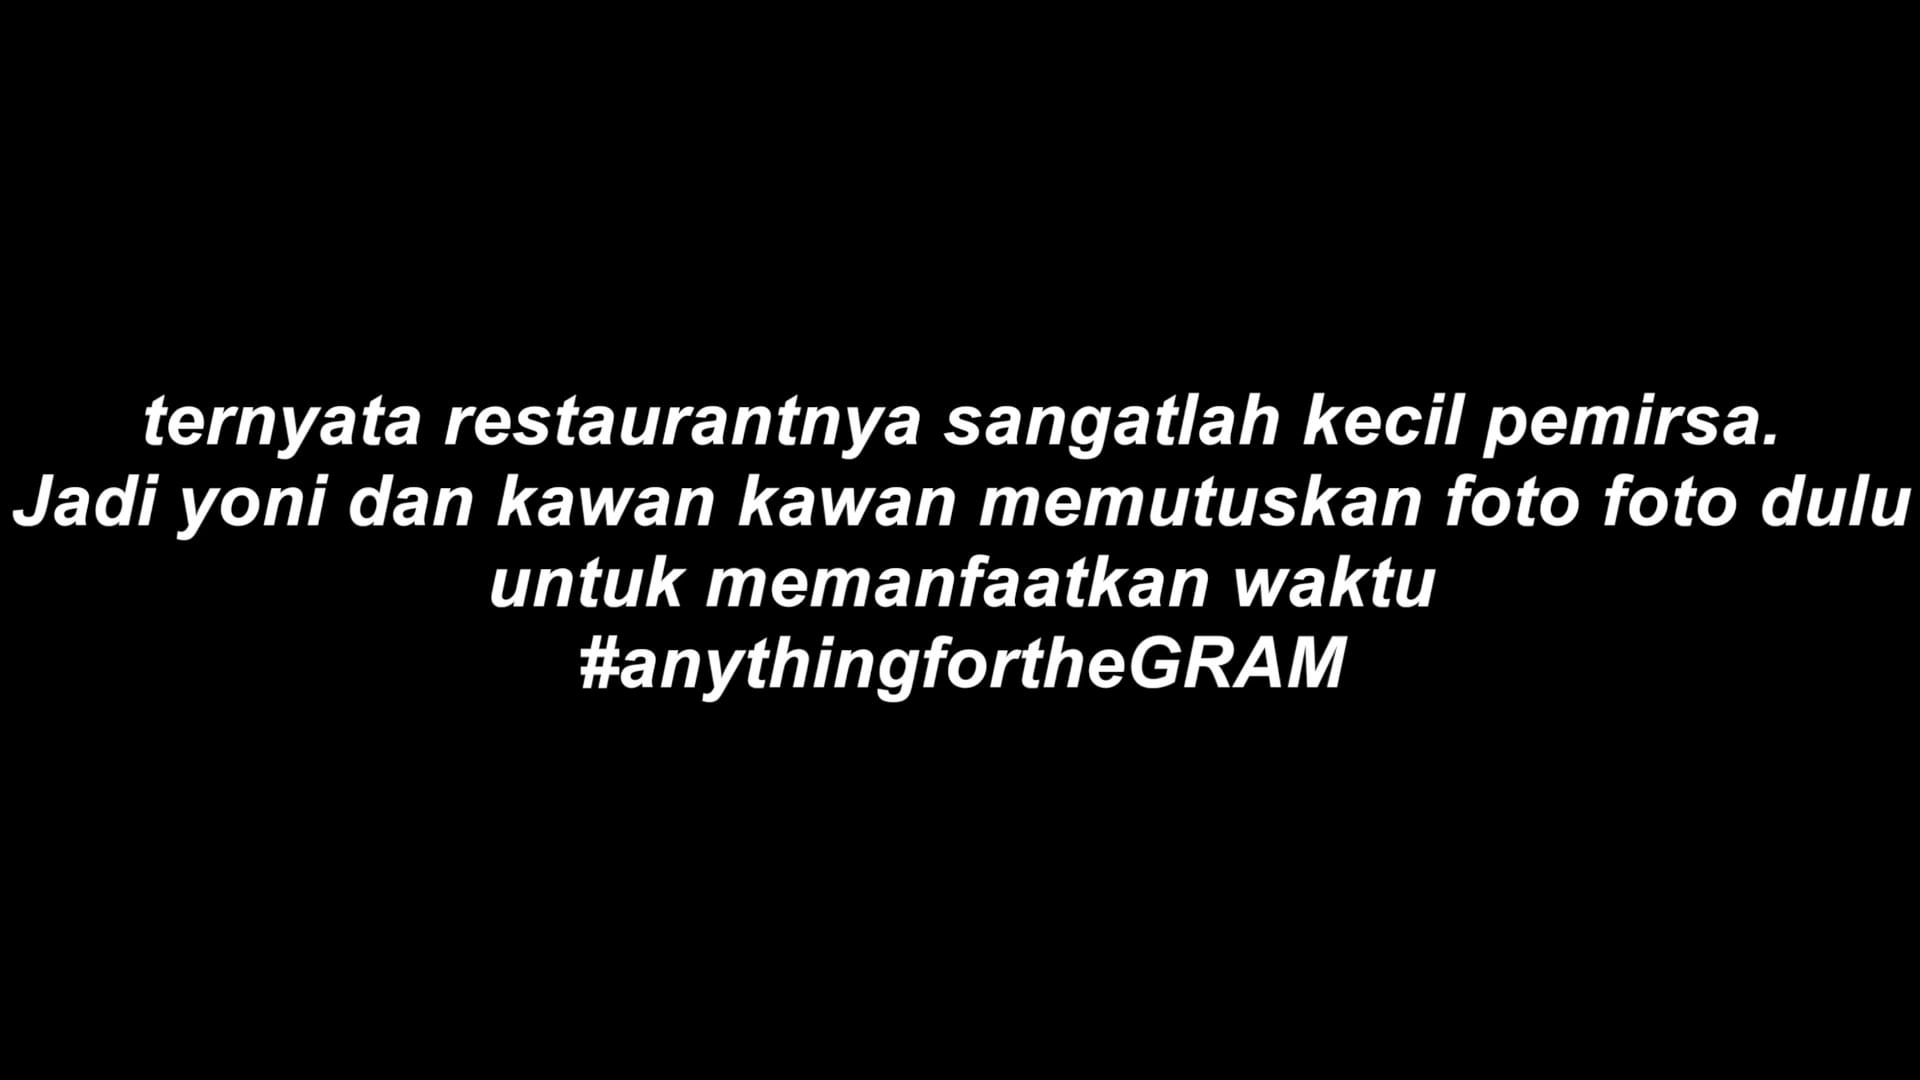 ternyata restaurantnya sangatlah kecil pemirsa.
Jadi yoni dan kawan kawan memutuskan foto foto dulu
untuk memanfaatkan waktu
#anythingfortheGRAM